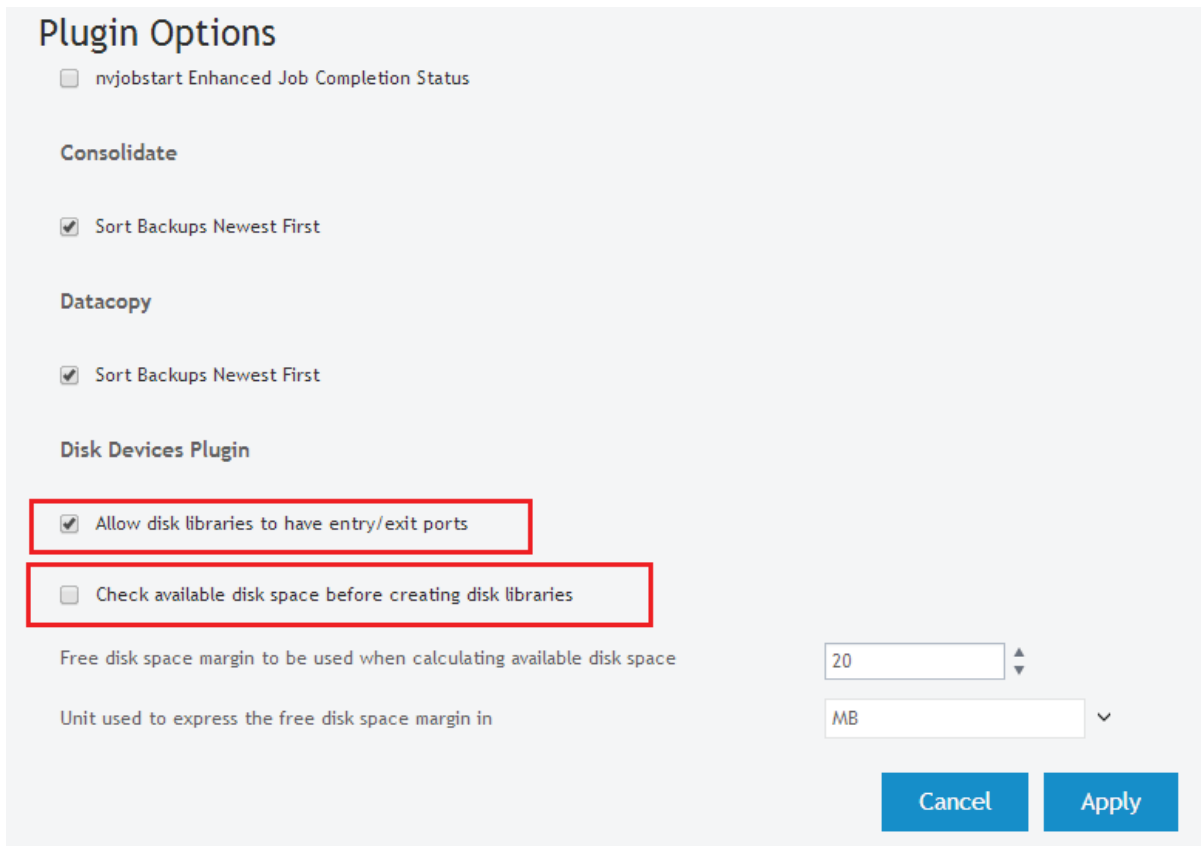 Plugin Options
nvjobstart Enhanced Job Completion Status
Consolidate
Sort Backups Newest First
Datacopy
Sort Backups Newest First
Disk Devices Plugin
Allow disk libraries to have entry/exit ports
Check available disk space before creating disk libraries
Free disk space margin to be used when calculating available disk space 20
Unit used to express the free disk space margin in MB
Cancel Apply